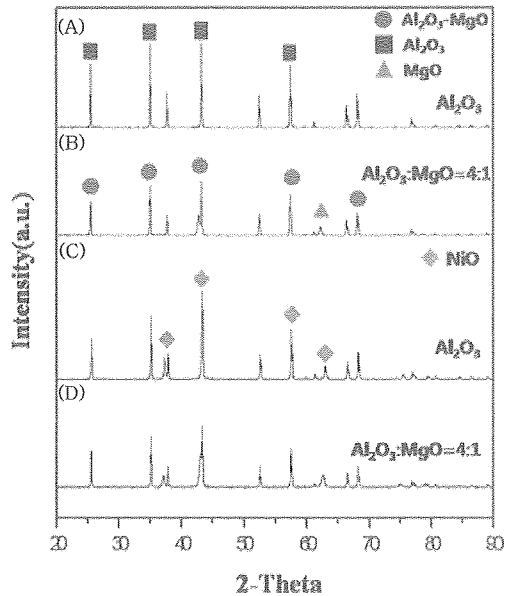 (A)
Al₂O₃-MgO
Al₂O₃
MgO
Al₂O₃
(B)
Al₂O₃:MgO=4:1
(C)
NiO
Al₂O₃
(D)
Al₂O₃:MgO=4:1
Intensity(a.u.)
20 30 40 50 60 70 80 90
2-Theta